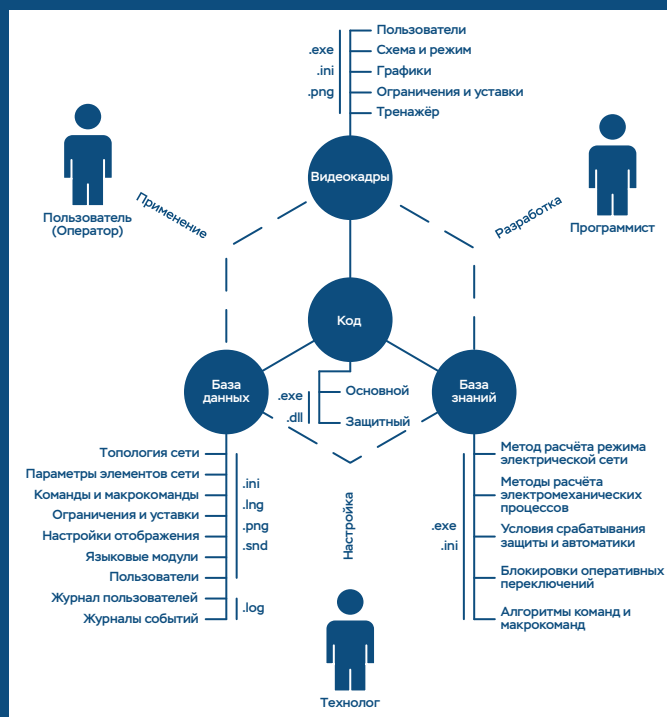 Пользователи
.exe
Схема и режим
.ini
Графики
.png
Ограничения и уставки
Тренажёр
Видеокадры
Пользователь
(Оператор)
Применение
Разработка
Программист
Код
База
данных
База
знаний
.exe
.dll
Основной
Защитный
Топология сети
Параметры элементов сети
Команды и макрокоманды
Ограничения и уставки
Настройки отображения
Языковые модули
Пользователи
Журнал пользователей
Журналы событий
.ini
.lng
.png
.snd
.log
Настройка
.exe
.ini
Метод расчёта режима
электрической сети
Методы расчёта
электромеханических
процессов
Условия срабатывания
защиты и автоматики
Блокировки оперативных
переключений
Алгоритмы команд и
макрокоманд
Технолог